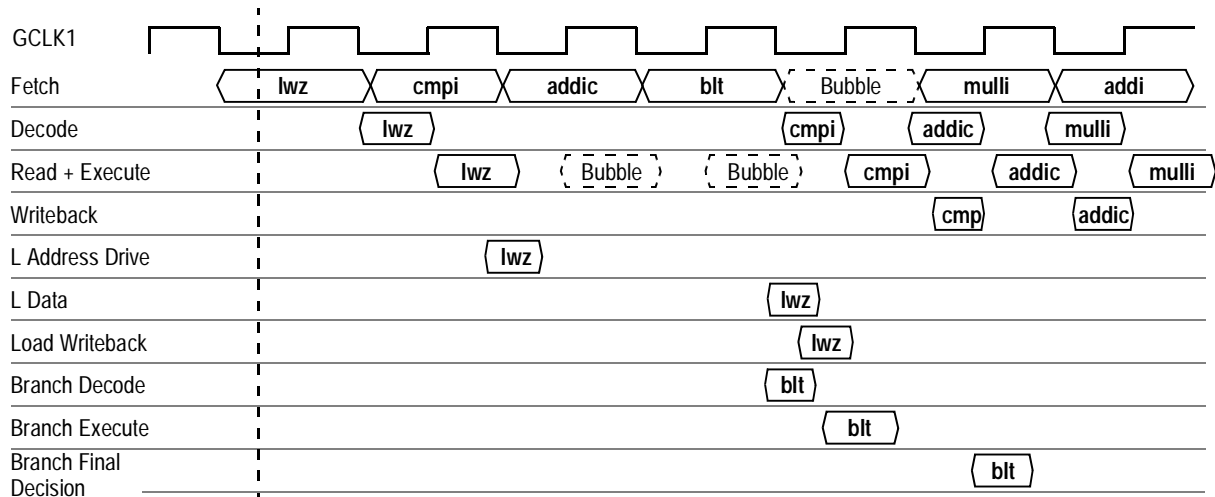 GCLK1
Fetch lwz cmpi addic blt Bubble mulli addi
Decode lwz cmpi addic mulli
Read + Execute lwz Bubble Bubble cmpi addic mulli
Writeback cmp addic
L Address Drive lwz
L Data lwz
Load Writeback lwz
Branch Decode blt
Branch Execute blt
Branch Final
Decision blt